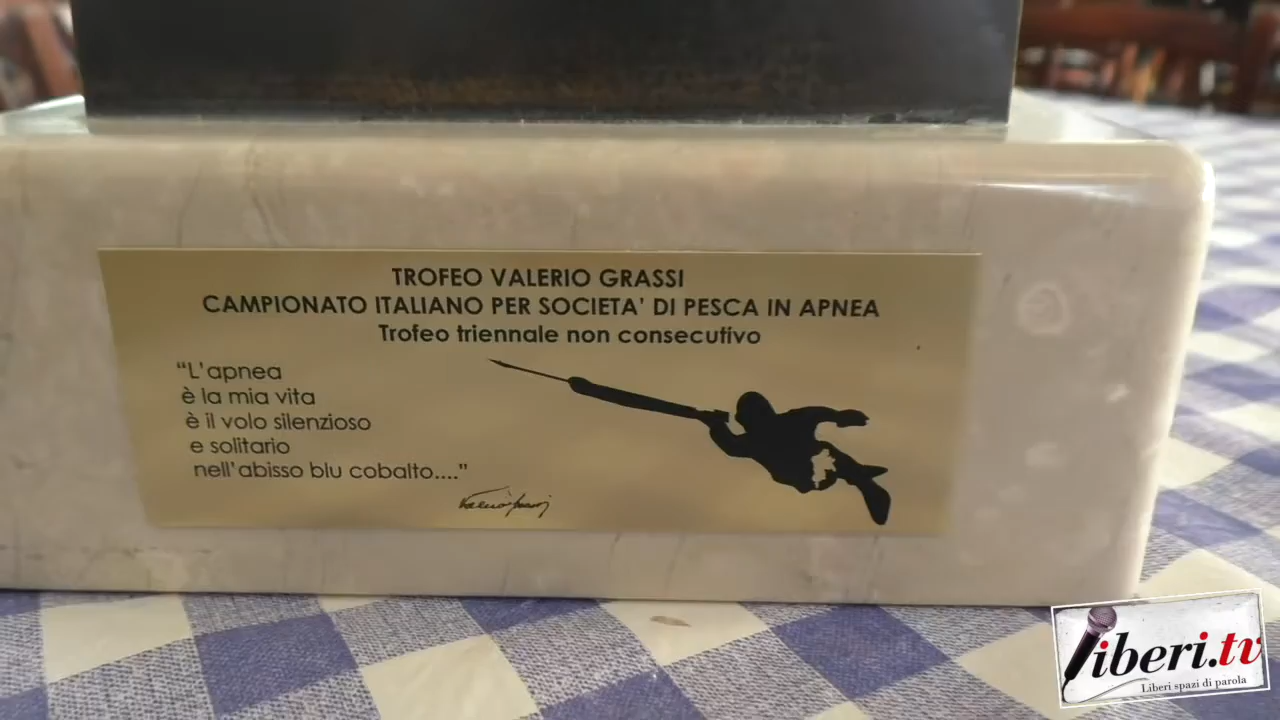 TROFEO VALERIO GRASSI
CAMPIONATO ITALIANO PER SOCIETA' DI PESCA IN APNEA
Trofeo triennale non consecutivo
“L'apnea
è la mia vita
è il volo silenzioso
e solitario
nell'abisso blu cobalto....”
liberi.tv
Liberi spazi di parola